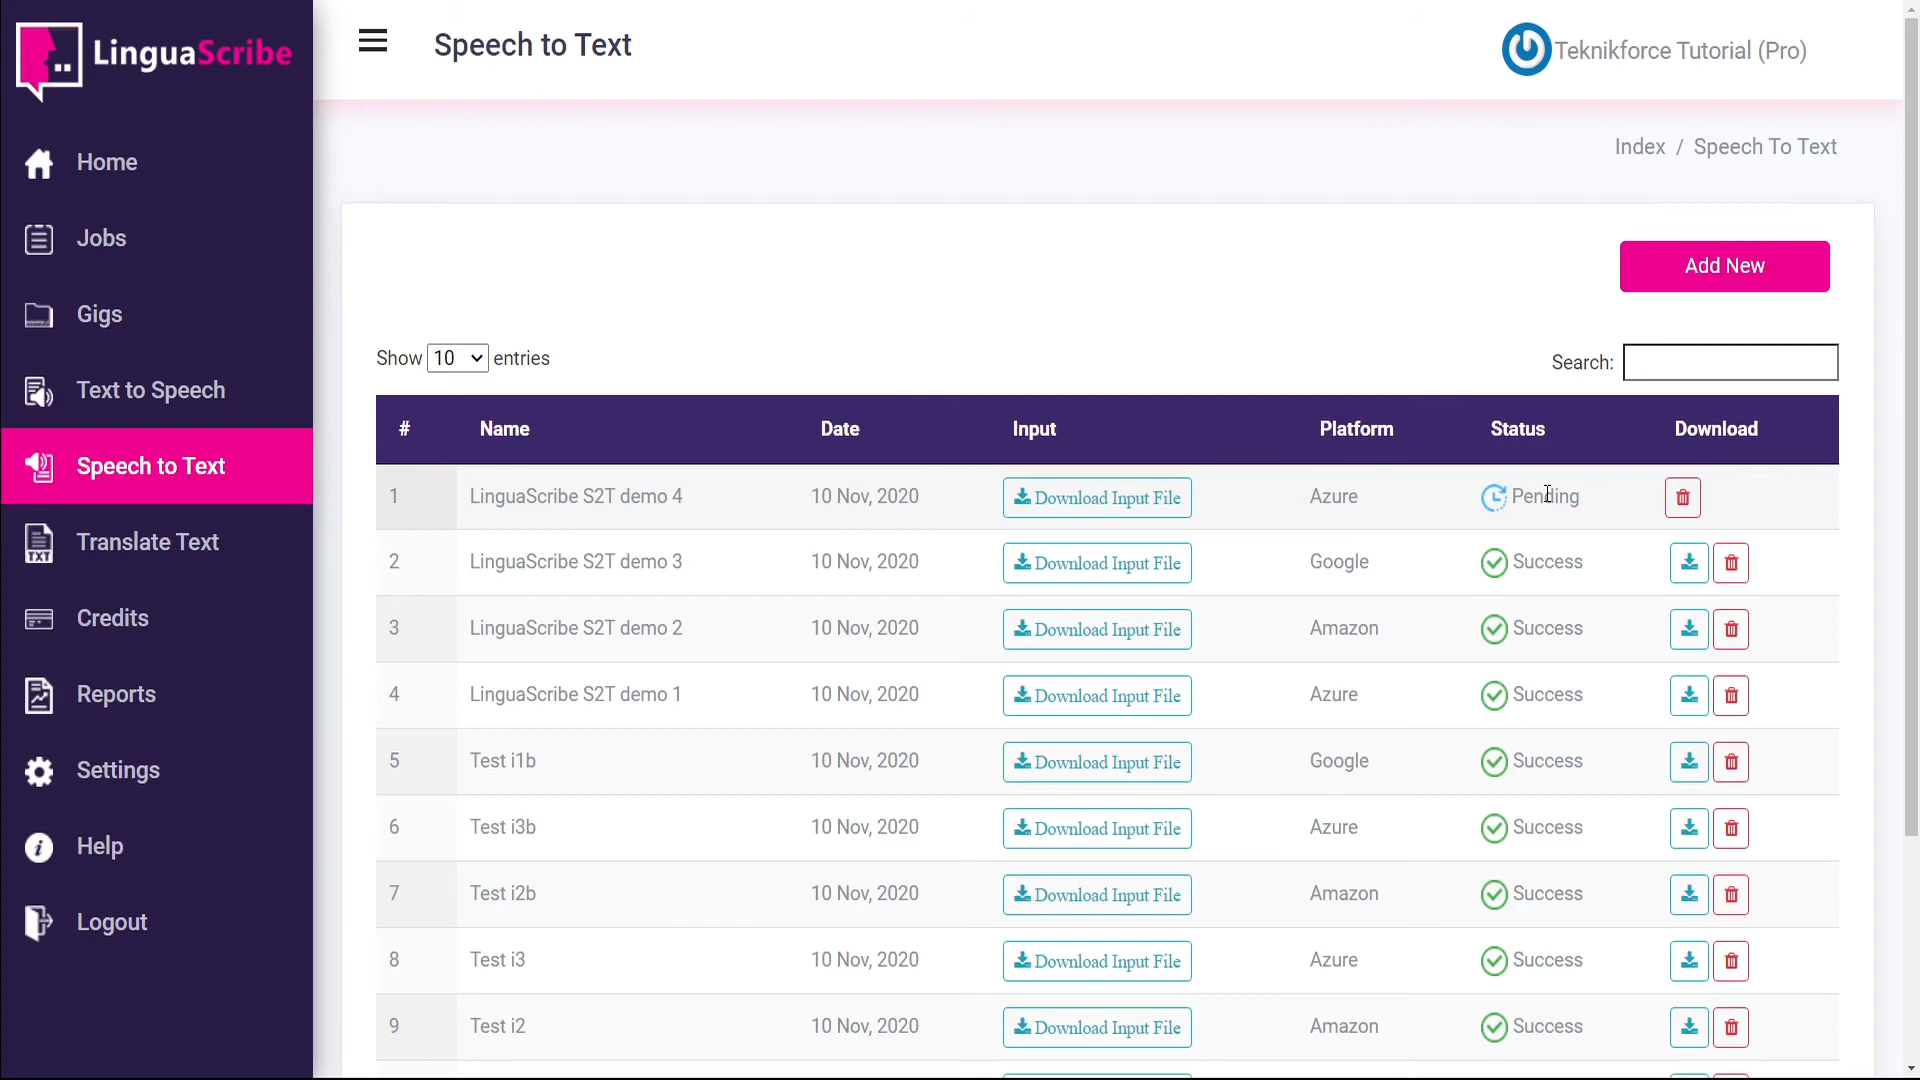 LinguaScribe
Speech to Text
Teknikforce Tutorial (Pro)
Home
Jobs
Gigs
Text to Speech
Speech to Text
TXT Translate Text
Credits
Reports
Settings
Help
Logout
Index / Speech To Text
Add New
Show 10 entries
Search:
# Name Date Input Platform Status Download
1 LinguaScribe S2T demo 4 10 Nov, 2020 Download Input File Azure Pending
2 LinguaScribe S2T demo 3 10 Nov, 2020 Download Input File Google Success
3 LinguaScribe S2T demo 2 10 Nov, 2020 Download Input File Amazon Success
4 LinguaScribe S2T demo 1 10 Nov, 2020 Download Input File Azure Success
5 Test i1b 10 Nov, 2020 Download Input File Google Success
6 Test i3b 10 Nov, 2020 Download Input File Azure Success
7 Test i2b 10 Nov, 2020 Download Input File Amazon Success
8 Test i3 10 Nov, 2020 Download Input File Azure Success
9 Test i2 10 Nov, 2020 Download Input File Amazon Success